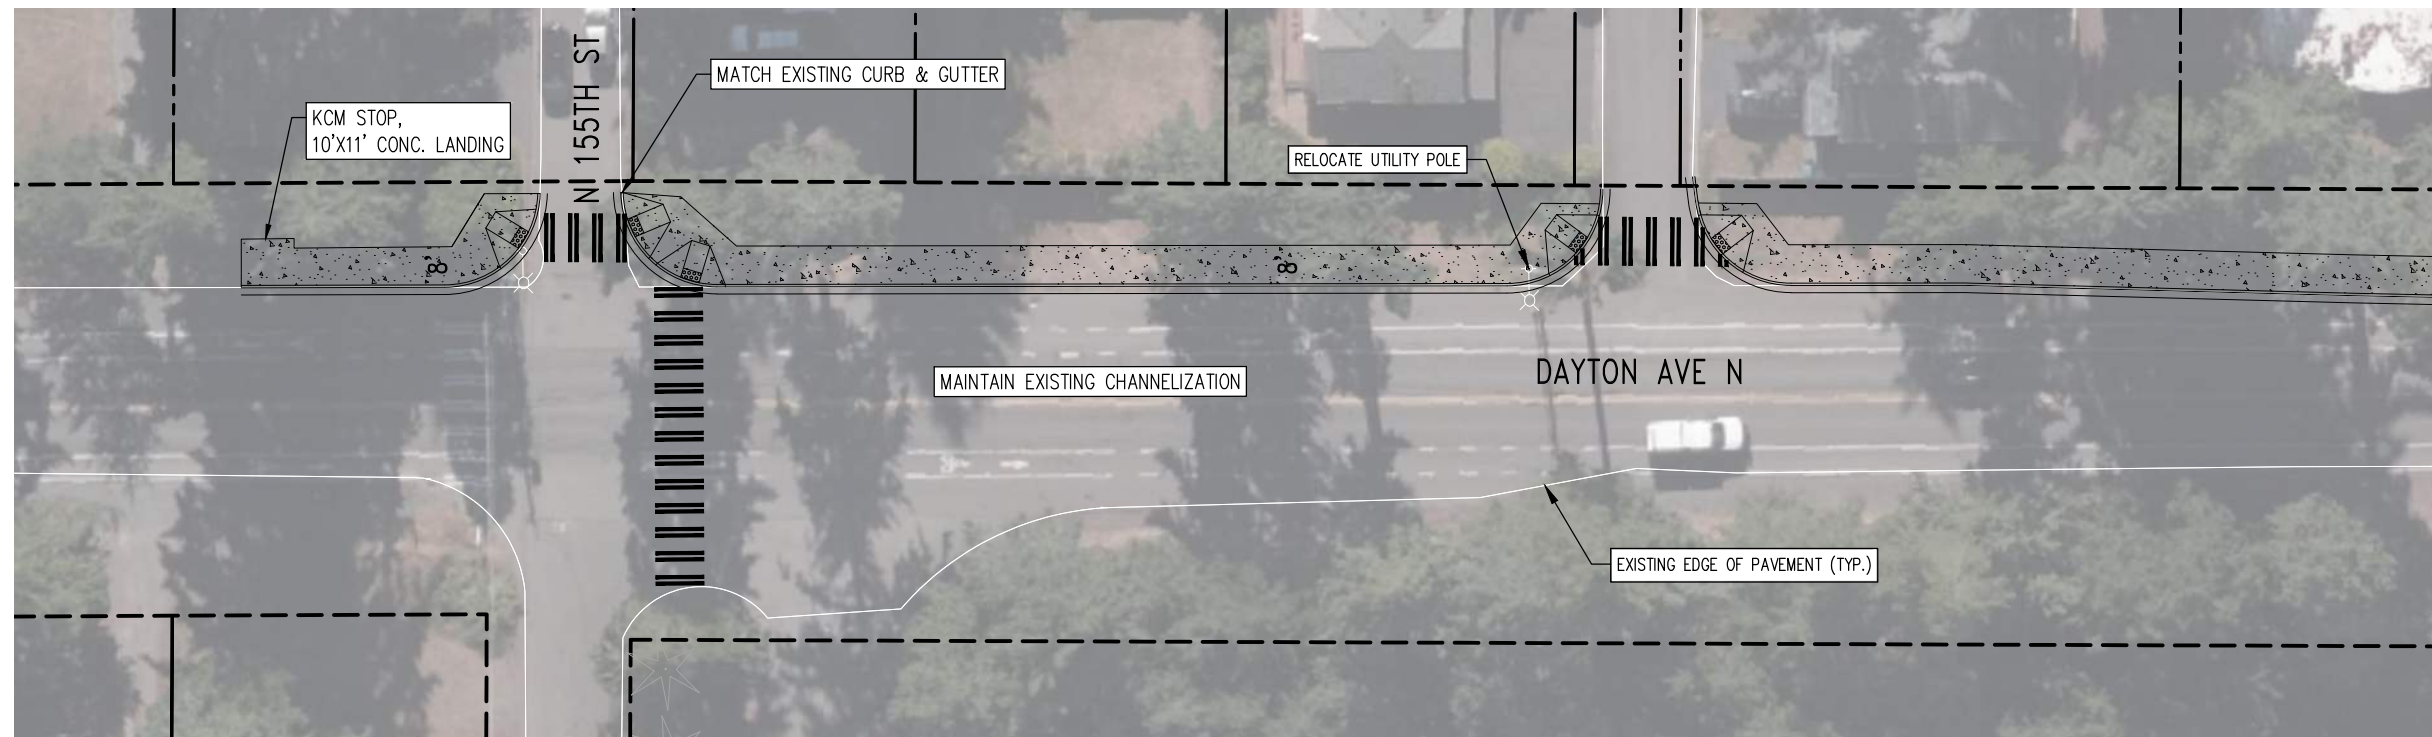 N 155TH ST
MATCH EXISTING CURB & GUTTER
KCM STOP,
10'X11' CONC. LANDING
RELOCATE UTILITY POLE
8'
8'
MAINTAIN EXISTING CHANNELIZATION
DAYTON AVE N
EXISTING EDGE OF PAVEMENT (TYP.)